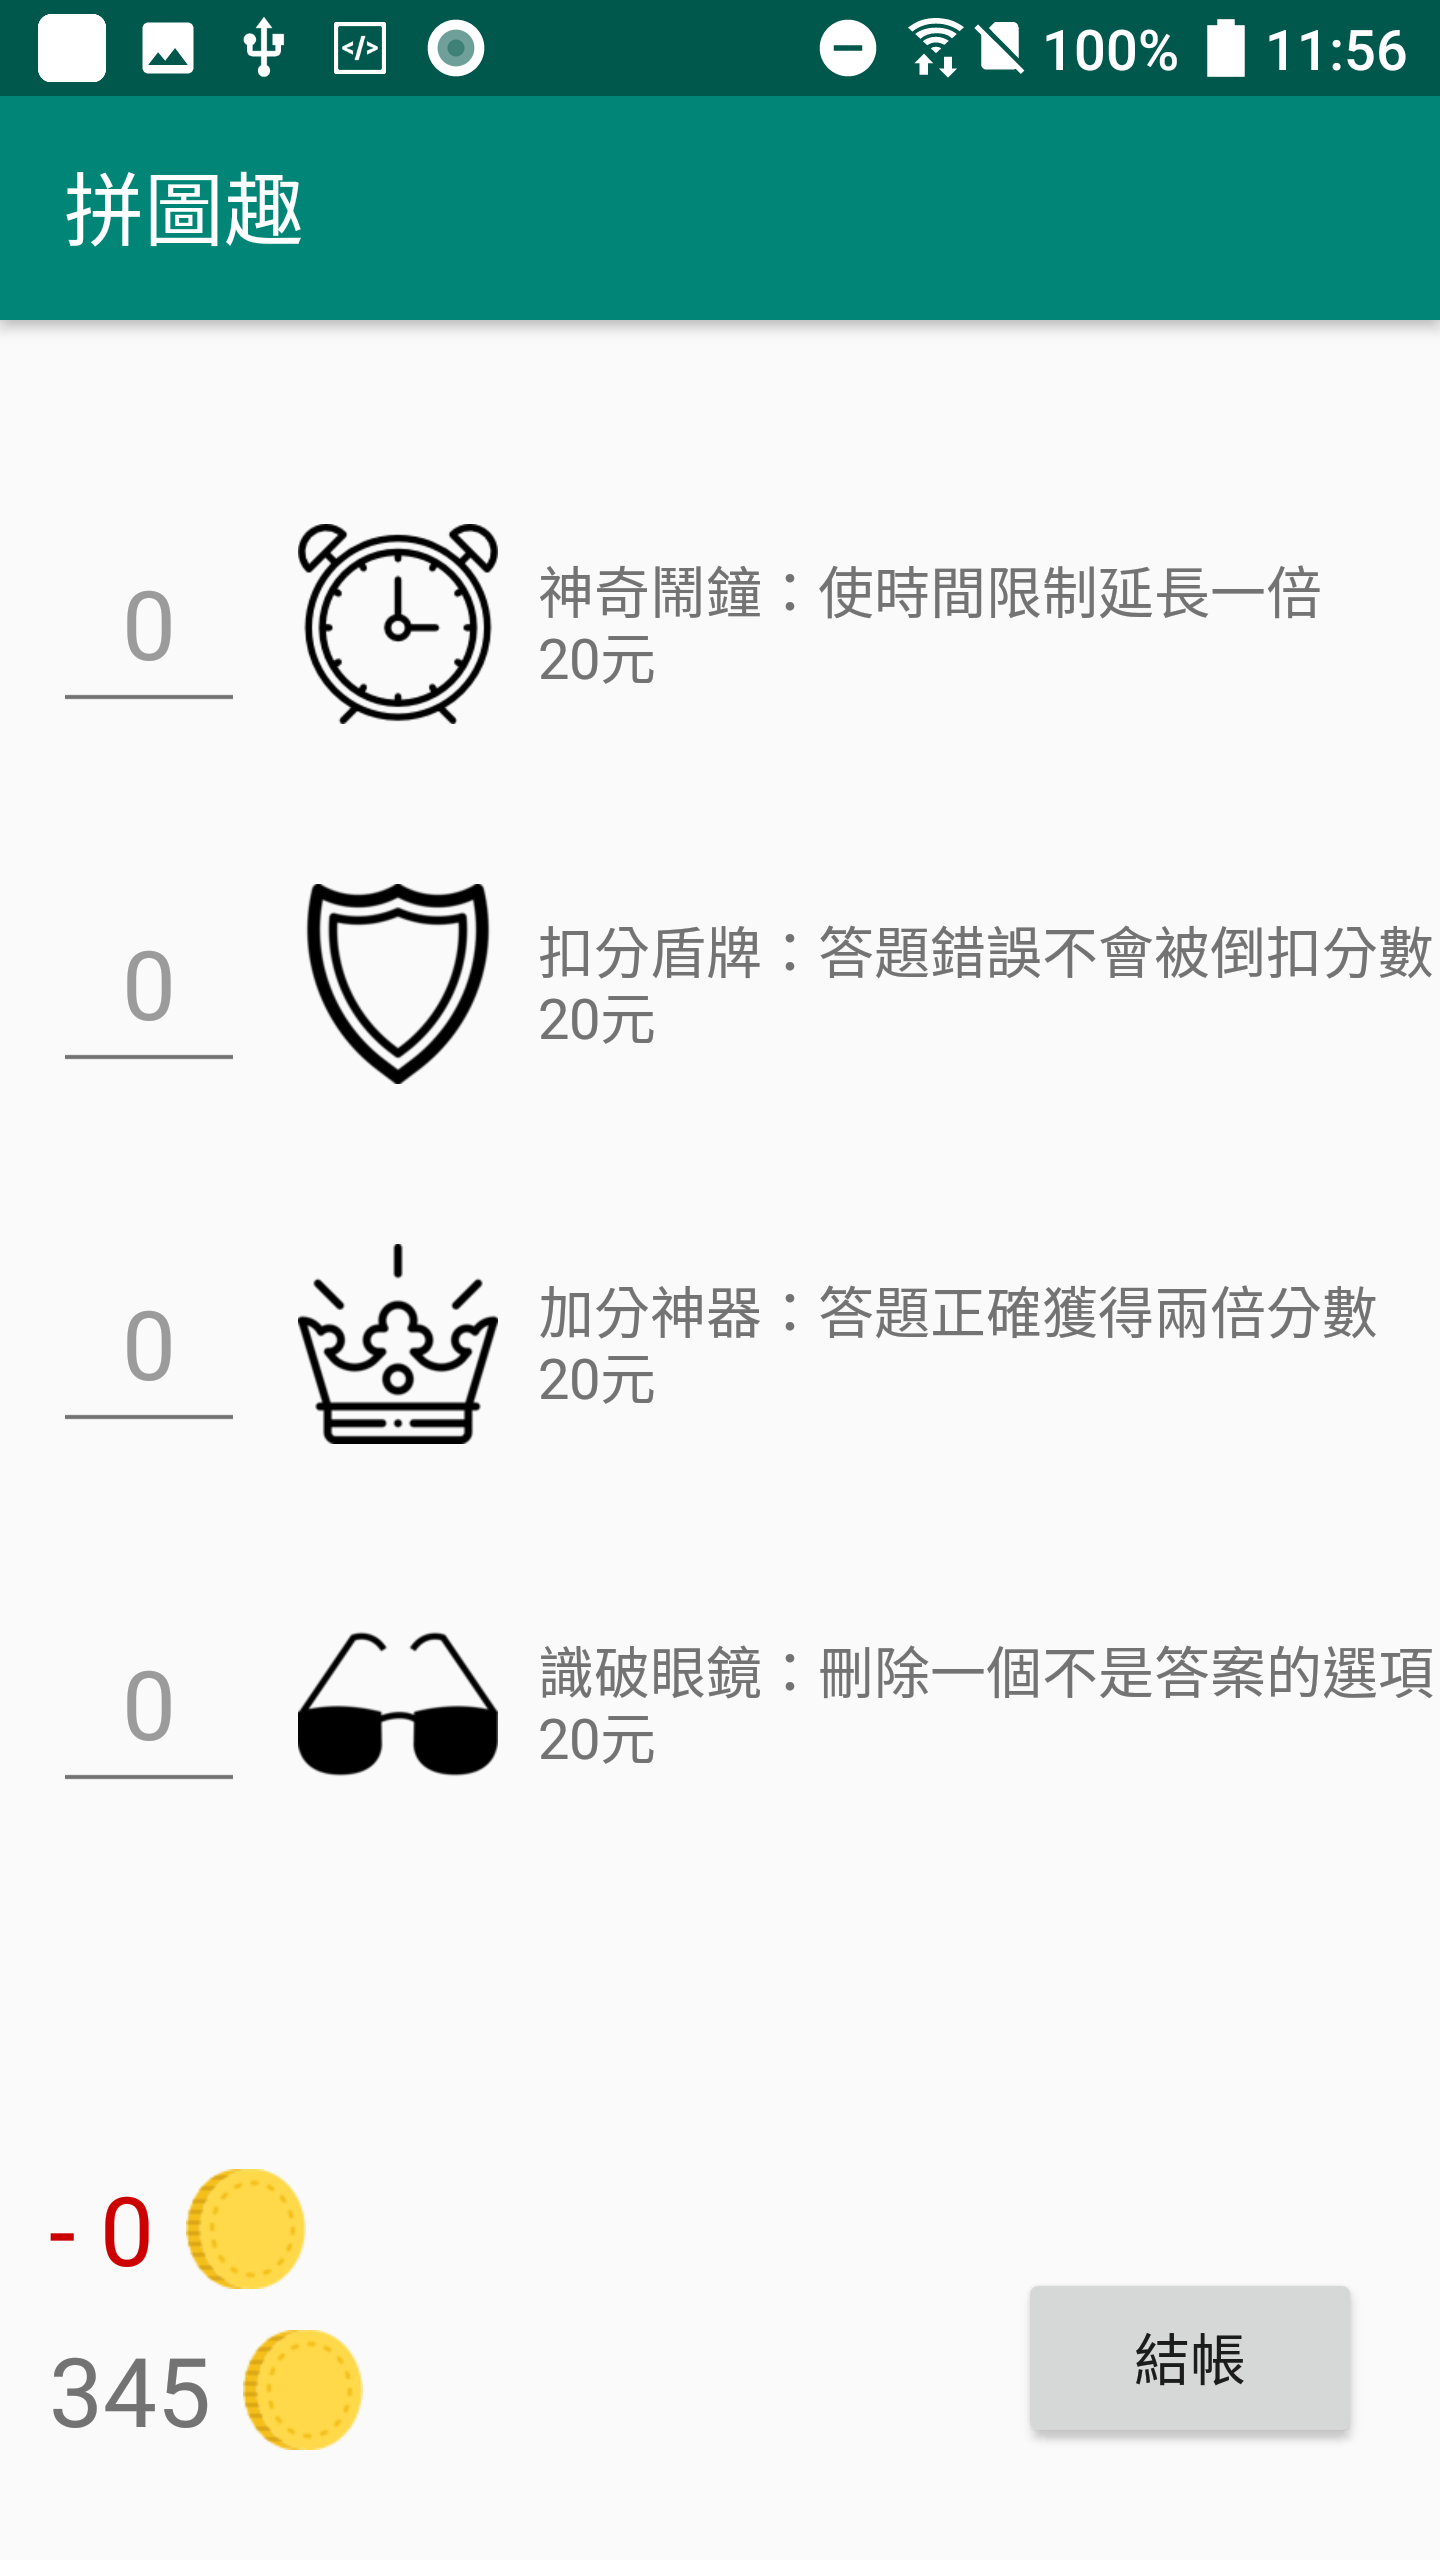 100% 11:56
拼圖趣
0
神奇鬧鐘：使時間限制延長一倍
20元
0
扣分盾牌：答題錯誤不會被倒扣分數
20元
0
加分神器：答題正確獲得兩倍分數
20元
0
識破眼鏡：刪除一個不是答案的選項
20元
- 0
345
結帳